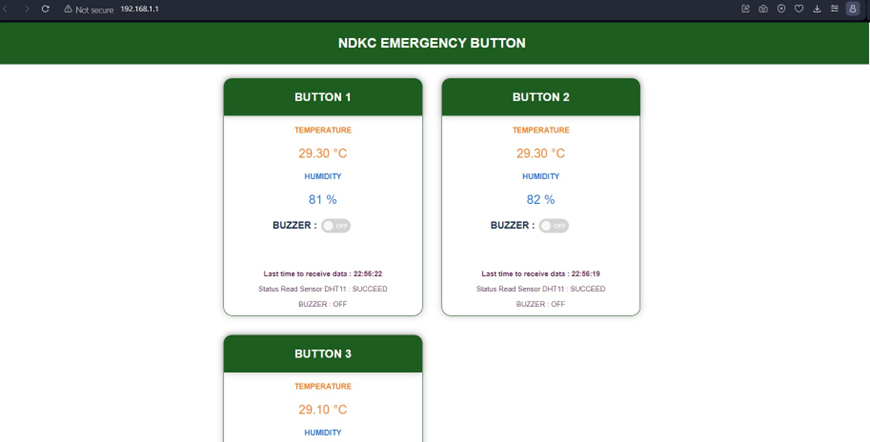 Not secure 192.168.1.1
NDKC EMERGENCY BUTTON
BUTTON 1
TEMPERATURE
29.30 °C
HUMIDITY
81 %
BUZZER : OFF
Last time to receive data : 22:56:22
Status Read Sensor DHT11 : SUCCEED
BUZZER : OFF
BUTTON 2
TEMPERATURE
29.30 °C
HUMIDITY
82 %
BUZZER : OFF
Last time to receive data : 22:56:19
Status Read Sensor DHT11 : SUCCEED
BUZZER : OFF
BUTTON 3
TEMPERATURE
29.10 °C
HUMIDITY